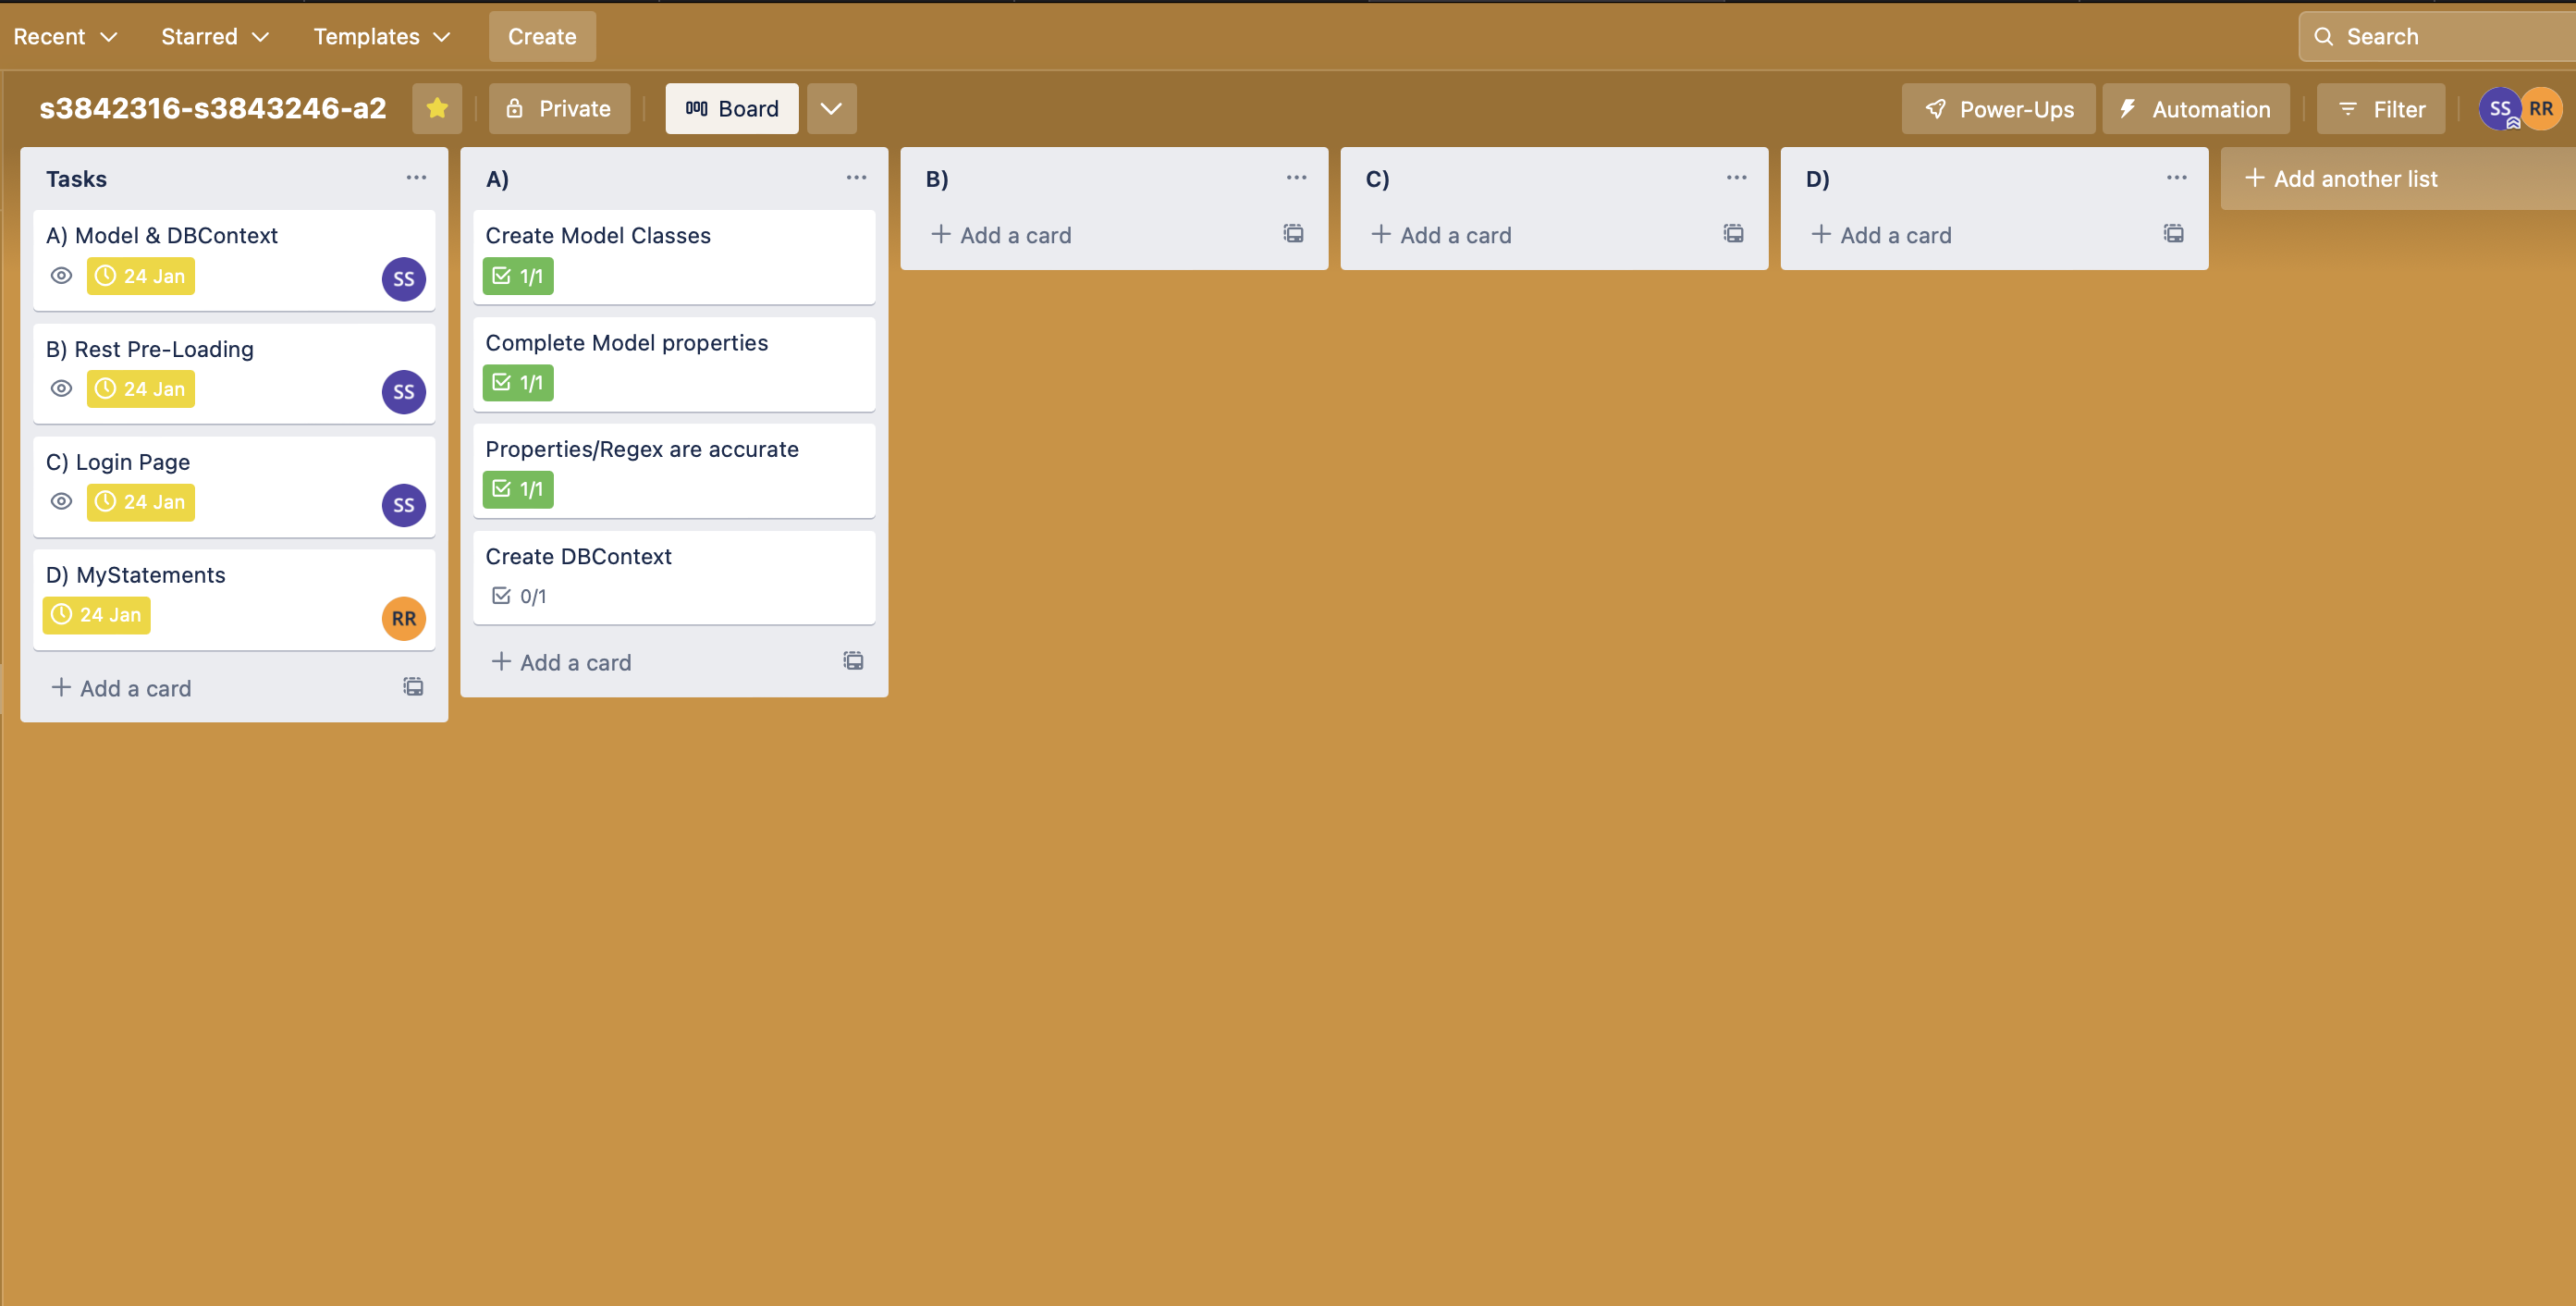 Recent
Starred
Templates
Create
Search
s3842316-s3843246-a2
Private
Board
Power-Ups
Automation
Filter
SS
RR
Tasks
A) Model & DBContext
24 Jan
SS
B) Rest Pre-Loading
24 Jan
SS
C) Login Page
24 Jan
SS
D) MyStatements
24 Jan
RR
+ Add a card
A)
Create Model Classes
1/1
Complete Model properties
1/1
Properties/Regex are accurate
1/1
Create DBContext
0/1
+ Add a card
B)
+ Add a card
C)
+ Add a card
D)
+ Add a card
+ Add another list